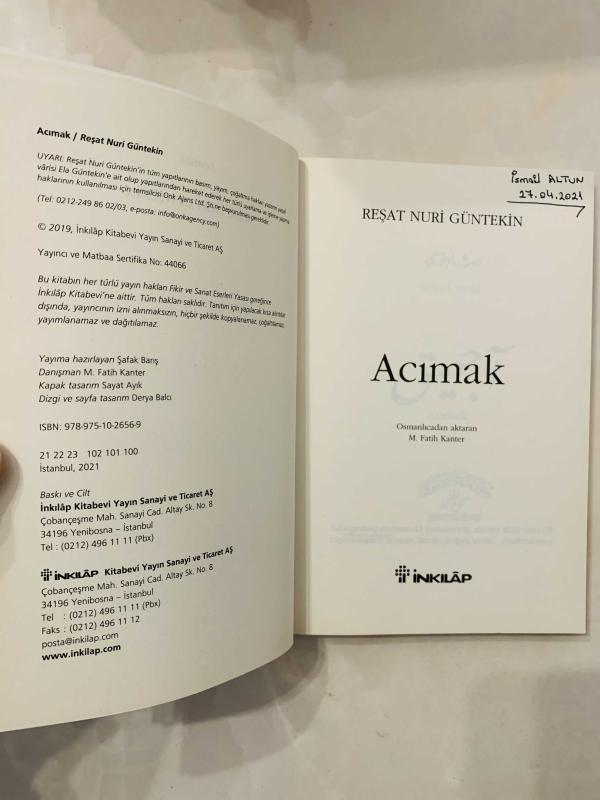 Acımak / Reşat Nuri Güntekin
UYARI: Reşat Nuri Güntekin'in tüm yapıtlarının basım, yayım, çoğaltma hakları yazarın yasal
vârisi Ela Güntekin'e ait olup yapıtlarından hareket ederek her türlü uyarlama ve işleme yapma
haklarının kullanılması için temsilcisi Onk Ajans Ltd. Şti.ne başvurulması gereklidir.
(Tel: 0212-249 86 02/03, e-posta: info@onkagency.com)
© 2019, İnkılâp Kitabevi Yayın Sanayi ve Ticaret AŞ
Yayıncı ve Matbaa Sertifika No: 44066
Bu kitabın her türlü yayın hakları Fikir ve Sanat Eserleri Yasası gereğince
İnkılâp Kitabevi'ne aittir. Tüm hakları saklıdır. Tanıtım için yapılacak kısa alıntılar
dışında, yayıncının izni alınmaksızın, hiçbir şekilde kopyalanamaz, çoğaltılamaz,
yayımlanamaz ve dağıtılamaz.
Yayıma hazırlayan Şafak Barış
Danışman M. Fatih Kanter
Kapak tasarım Sayat Ayık
Dizgi ve sayfa tasarım Derya Balcı
ISBN: 978-975-10-2656-9
21 22 23 102 101 100
İstanbul, 2021
Baskı ve Cilt
İnkılâp Kitabevi Yayın Sanayi ve Ticaret AŞ
Çobançeşme Mah. Sanayi Cad. Altay Sk. No. 8
34196 Yenibosna – İstanbul
Tel : (0212) 496 11 11 (Pbx)
İNKILÂP Kitabevi Yayın Sanayi ve Ticaret AŞ
Çobançeşme Mah. Sanayi Cad. Altay Sk. No. 8
34196 Yenibosna – İstanbul
Tel : (0212) 496 11 11 (Pbx)
Faks : (0212) 496 11 12
posta@inkilap.com
www.inkilap.com
İsmail ALTUN
27.04.2021
REŞAT NURİ GÜNTEKİN
Acımak
Osmanlıcadan aktaran
M. Fatih Kanter
İNKILÂP